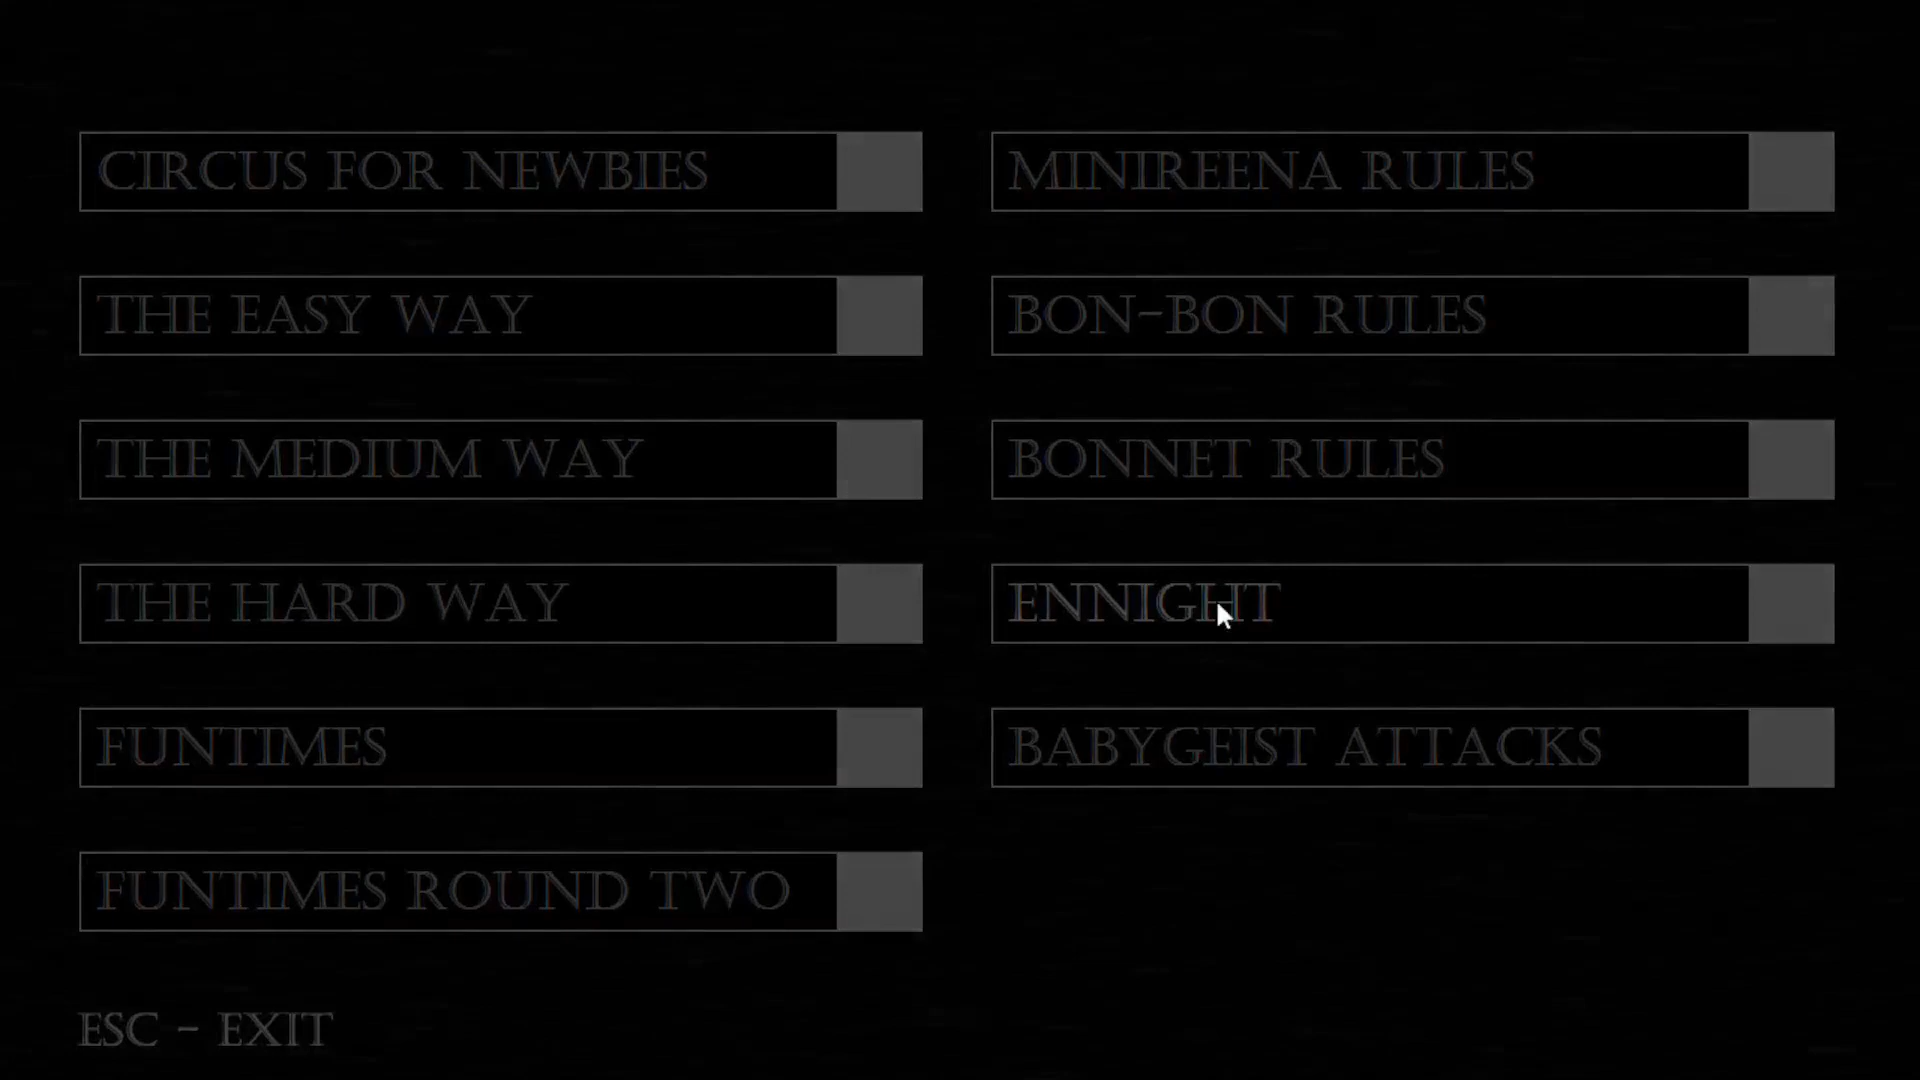 CIRCUS FOR NEWBIES
THE EASY WAY
THE MEDIUM WAY
THE HARD WAY
FUNTIMES
FUNTIMES ROUND TWO
MINIREENA RULES
BON-BON RULES
BONNET RULES
ENNIGHT
BABYGEIST ATTACKS
ESC - EXIT